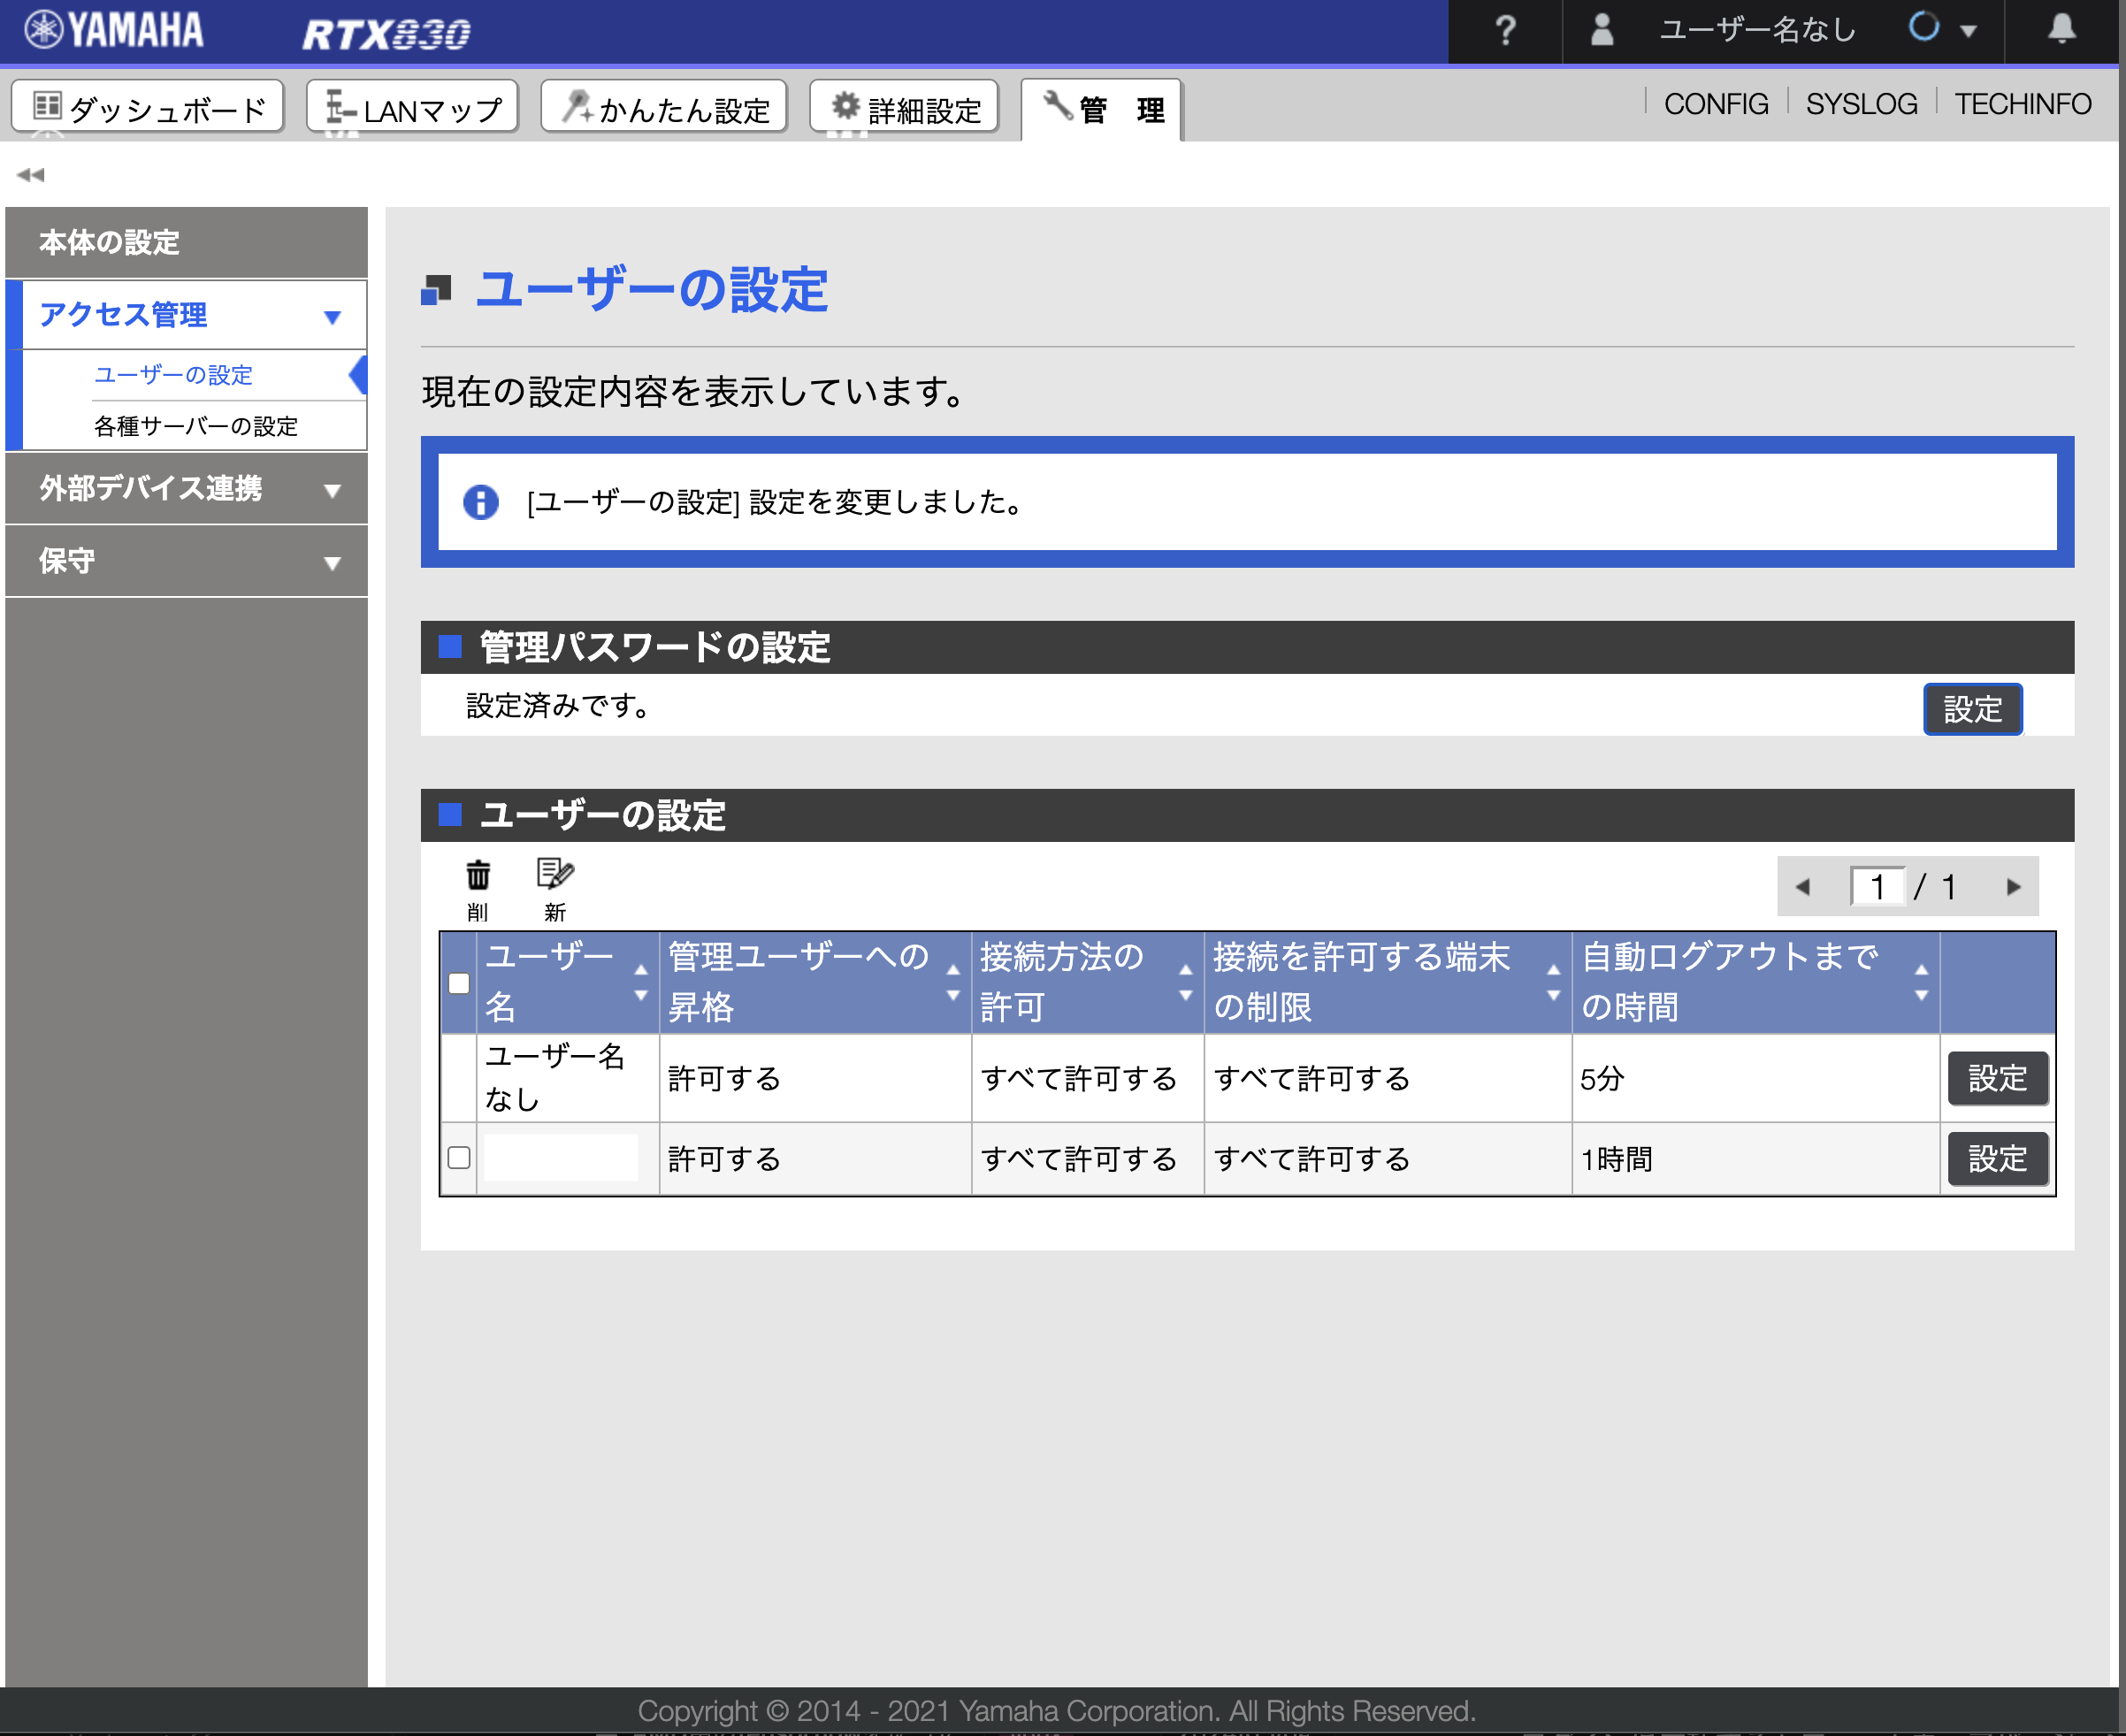 YAMAHA RTX830 ? ユーザー名なし
ダッシュボード LANマップ かんたん設定 詳細設定 管 理 CONFIG SYSLOG TECHINFO
本体の設定
アクセス管理
ユーザーの設定
各種サーバーの設定
外部デバイス連携
保守
ユーザーの設定
現在の設定内容を表示しています。
[ユーザーの設定] 設定を変更しました。
管理パスワードの設定
設定済みです。 設定
ユーザーの設定
削 新 1 / 1
ユーザー名 管理ユーザーへの昇格 接続方法の許可 接続を許可する端末の制限 自動ログアウトまでの時間
ユーザー名なし 許可する すべて許可する すべて許可する 5分 設定
許可する すべて許可する すべて許可する 1時間 設定
Copyright © 2014 - 2021 Yamaha Corporation. All Rights Reserved.